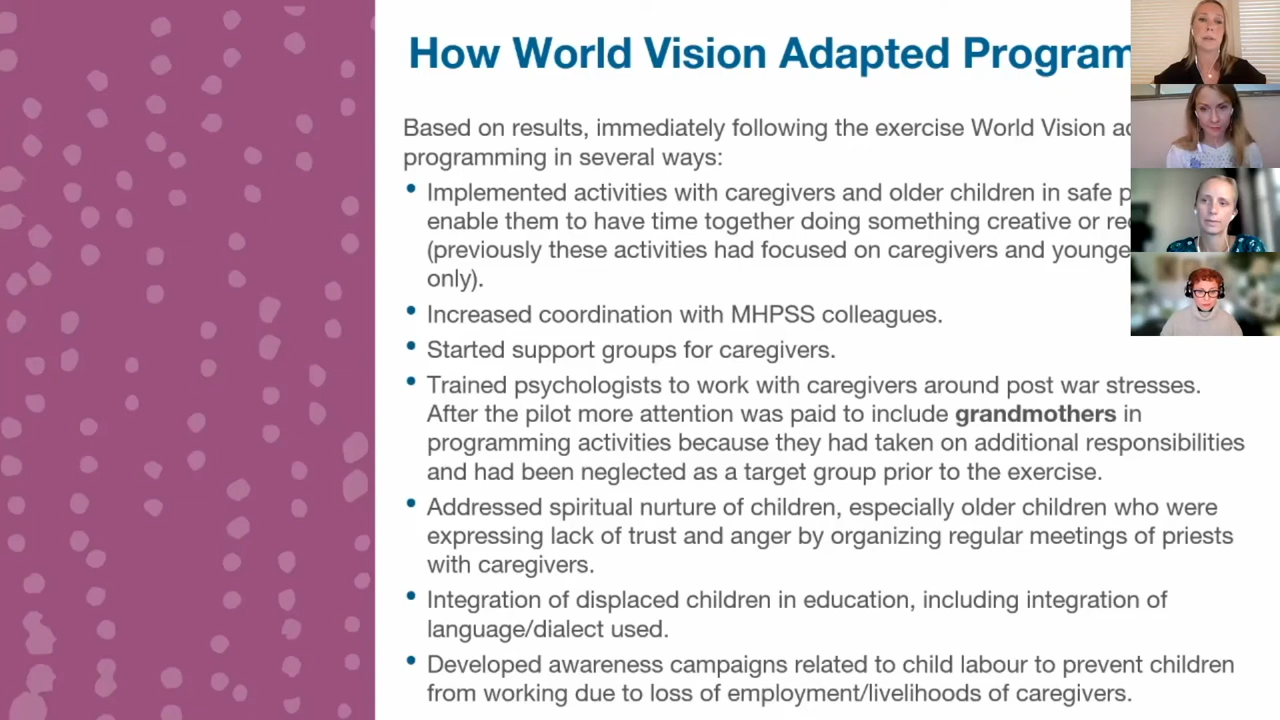 How World Vision Adapted Program
Based on results, immediately following the exercise World Vision
programming in several ways:
• Implemented activities with caregivers and older children in safe
enable them to have time together doing something creative or
(previously these activities had focused on caregivers and younge
only).
• Increased coordination with MHPSS colleagues.
• Started support groups for caregivers.
• Trained psychologists to work with caregivers around post war stresses.
After the pilot more attention was paid to include grandmothers in
programming activities because they had taken on additional responsibilities
and had been neglected as a target group prior to the exercise.
• Addressed spiritual nurture of children, especially older children who were
expressing lack of trust and anger by organizing regular meetings of priests
with caregivers.
• Integration of displaced children in education, including integration of
language/dialect used.
• Developed awareness campaigns related to child labour to prevent children
from working due to loss of employment/livelihoods of caregivers.